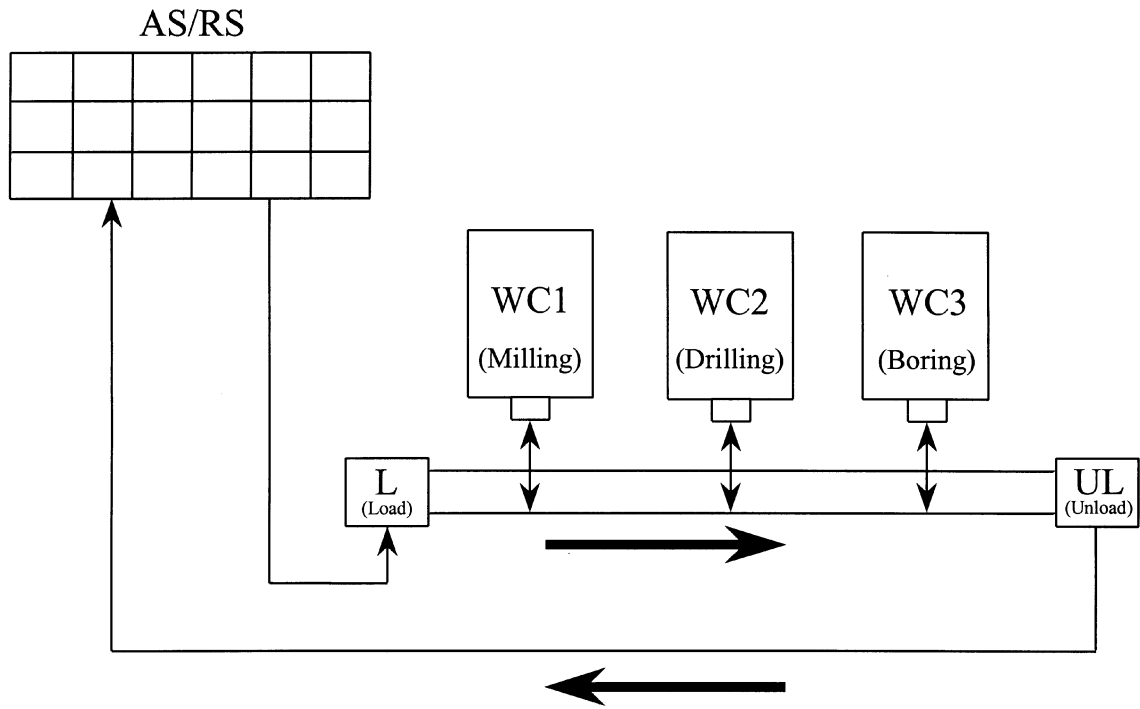 AS/RS
WC1
(Milling)
WC2
(Drilling)
WC3
(Boring)
L
(Load)
UL
(Unload)